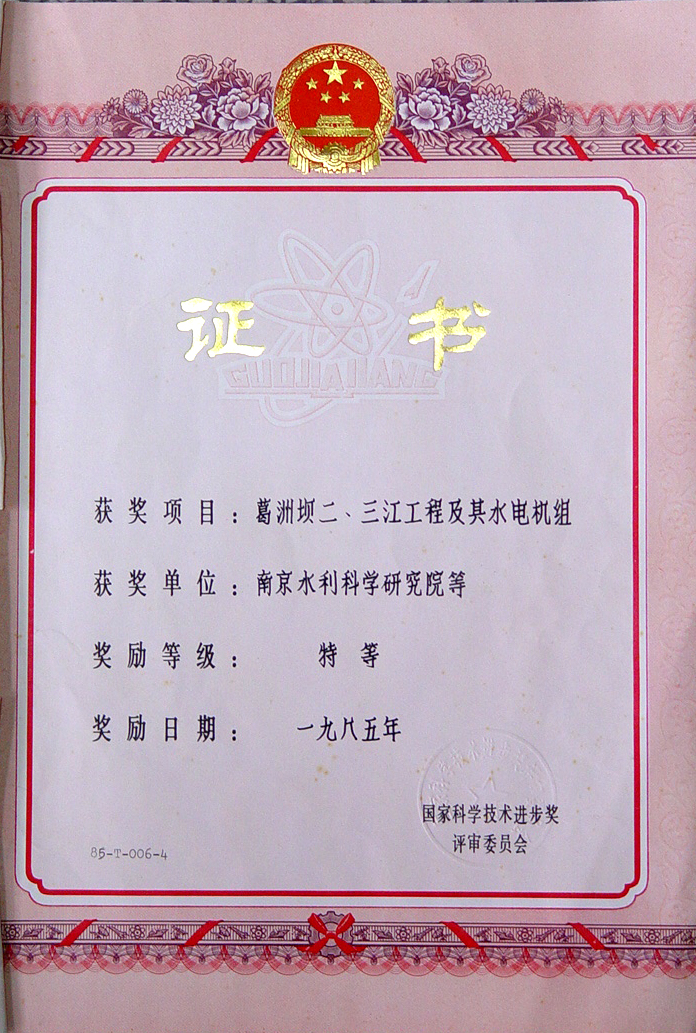 证书
GUOJIAJIANG
获奖项目：葛洲坝二、三江工程及其水电机组
获奖单位：南京水利科学研究院等
奖励等级：特等
奖励日期：一九八五年
国家科学技术进步奖
评审委员会
85-T-006-4